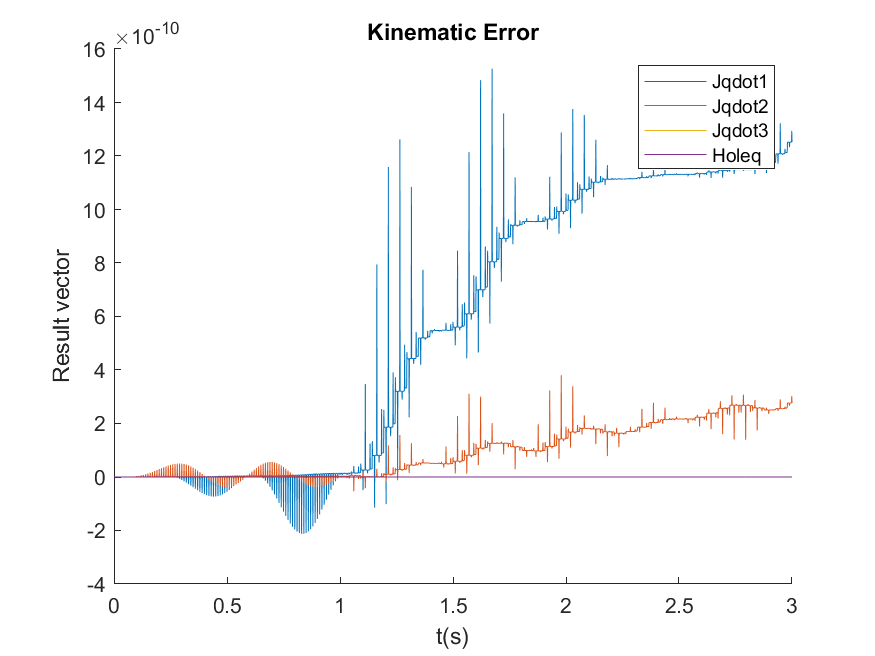 Kinematic Error
×10-10
16
14
12
10
8
6
4
2
0
-2
-4
0 0.5 1 1.5 2 2.5 3
t(s)
Result vector
Jqdot1
Jqdot2
Jqdot3
Holeq